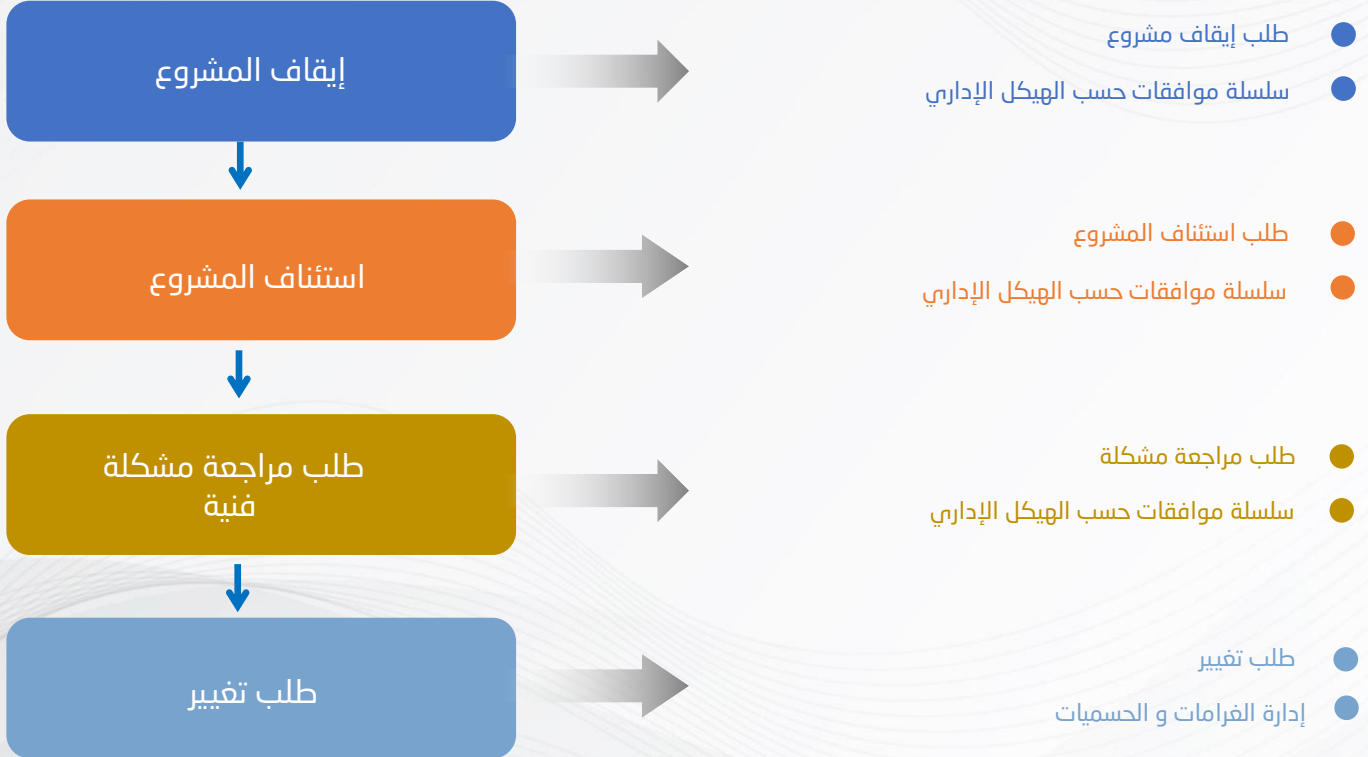 إيقاف المشروع
طلب إيقاف مشروع
سلسلة موافقات حسب الهيكل الإداري
استئناف المشروع
طلب استئناف المشروع
سلسلة موافقات حسب الهيكل الإداري
طلب مراجعة مشكلة
فنية
طلب مراجعة مشكلة
سلسلة موافقات حسب الهيكل الإداري
طلب تغيير
طلب تغيير
إدارة الغرامات و الحسميات